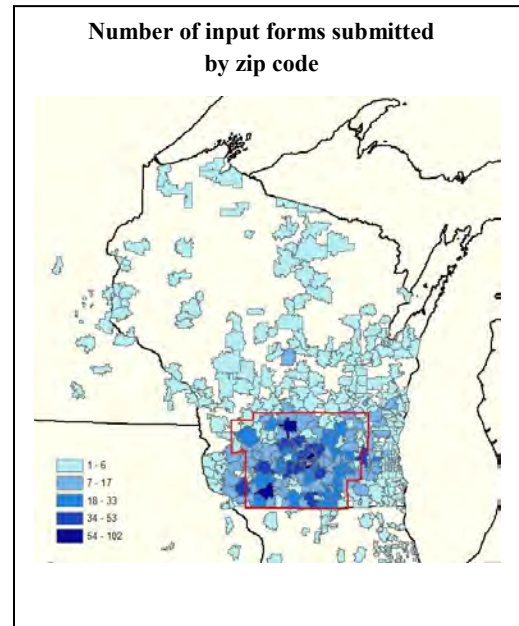 Number of input forms submitted
by zip code
1 - 6
7 - 17
18 - 33
34 - 53
54 - 102